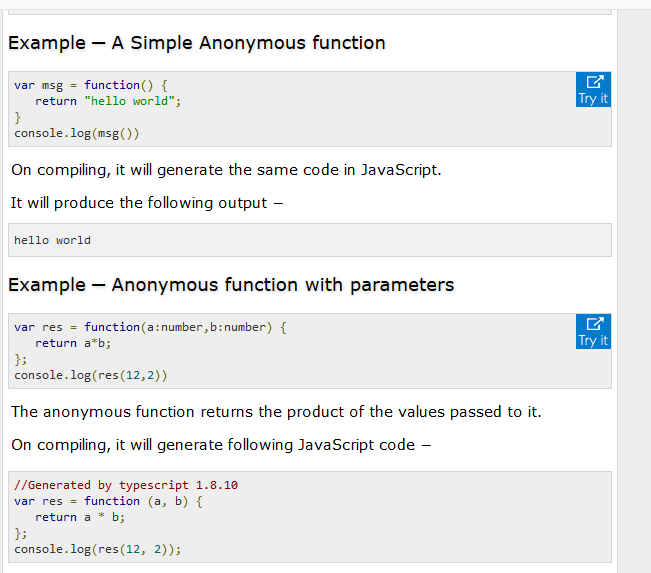 Example − A Simple Anonymous function
var msg = function() {
   return "hello world";
}
console.log(msg())
Try it
On compiling, it will generate the same code in JavaScript.
It will produce the following output −
hello world
Example − Anonymous function with parameters
var res = function(a:number,b:number) {
   return a*b;
};
console.log(res(12,2))
Try it
The anonymous function returns the product of the values passed to it.
On compiling, it will generate following JavaScript code −
//Generated by typescript 1.8.10
var res = function (a, b) {
   return a * b;
};
console.log(res(12, 2));